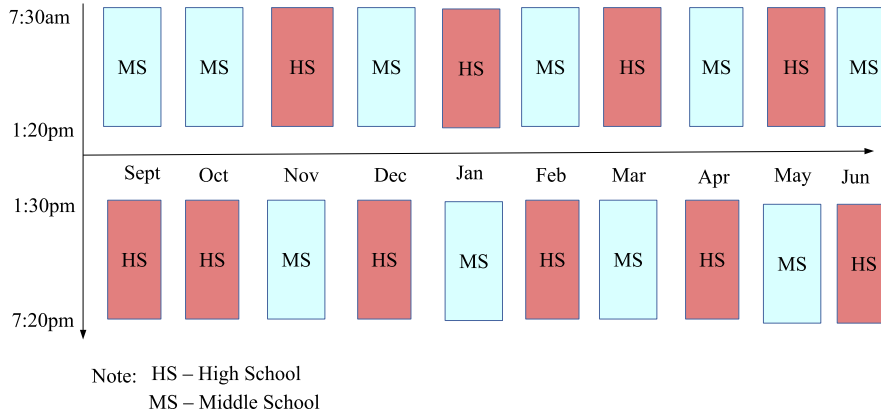 7:30am
MS MS HS MS HS MS HS MS HS MS
1:20pm
Sept Oct Nov Dec Jan Feb Mar Apr May Jun
1:30pm
HS HS MS HS MS HS MS HS MS HS
7:20pm
Note: HS – High School
MS – Middle School